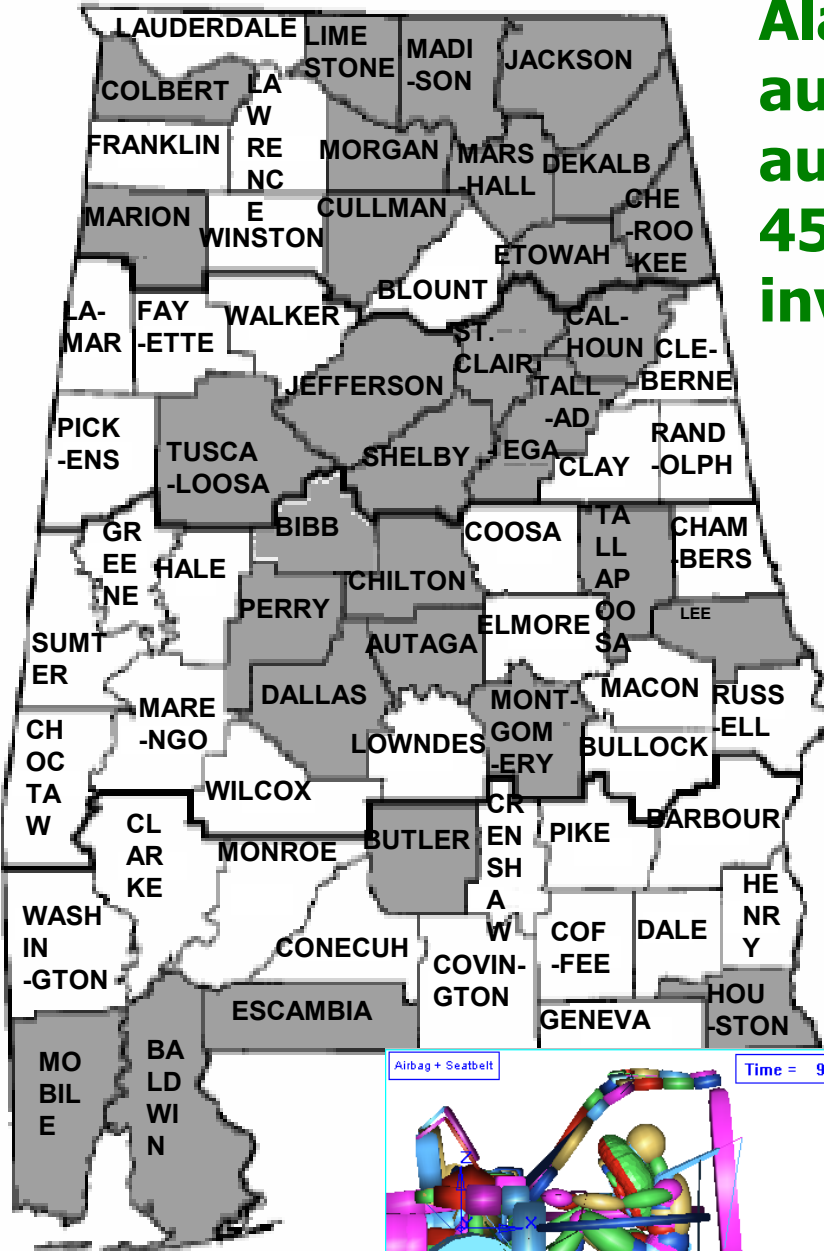 Ala
au
au
45
inv
LAUDERDALE
LIME
STONE
MADI
-SON
JACKSON
COLBERT
LA
W
RE
NC
E
FRANKLIN
MORGAN
MARS
-HALL
DEKALB
CHE
-ROO
-KEE
MARION
WINSTON
CULLMAN
ETOWAH
BLOUNT
LA-
MAR
FAY
-ETTE
WALKER
ST.
CLAIR
CAL-
HOUN
CLE-
BERNE
JEFFERSON
TALL
-AD
-EGA
PICK
-ENS
TUSCA
-LOOSA
SHELBY
CLAY
RAND
-OLPH
GR
EE
NE
HALE
BIBB
CHILTON
COOSA
TA
LL
AP
OO
SA
CHAM
-BERS
PERRY
AUTAGA
ELMORE
LEE
SUMT
ER
MARE
-NGO
DALLAS
LOWNDES
MONT-
GOM
-ERY
MACON
RUSS
-ELL
BULLOCK
CH
OC
TA
W
WILCOX
CL
AR
KE
MONROE
BUTLER
CR
EN
SH
A
W
PIKE
BARBOUR
HE
NR
Y
WASH
IN
-GTON
CONECUH
COVIN-
GTON
COF
-FEE
DALE
ESCAMBIA
GENEVA
HOU
-STON
MO
BIL
E
BA
LD
WI
N
Airbag + Seatbelt
Time = 9
Z
X